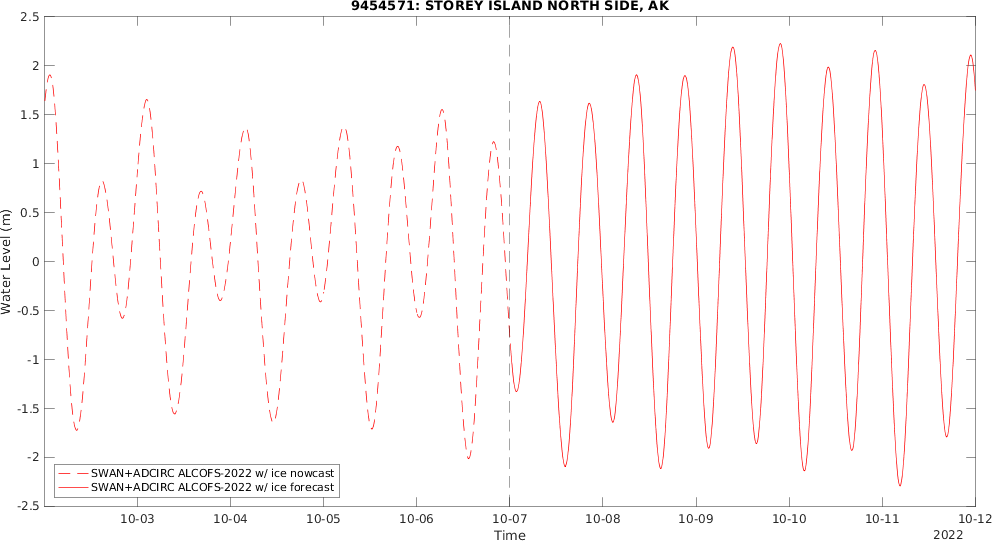 9454571: STOREY ISLAND NORTH SIDE, AK
2.5
2
1.5
1
0.5
0
-0.5
-1
-1.5
-2
-2.5
Water Level (m)
SWAN+ADCIRC ALCOFS-2022 w/ ice nowcast
SWAN+ADCIRC ALCOFS-2022 w/ ice forecast
10-03 10-04 10-05 10-06 10-07 10-08 10-09 10-10 10-11 10-12
Time
2022